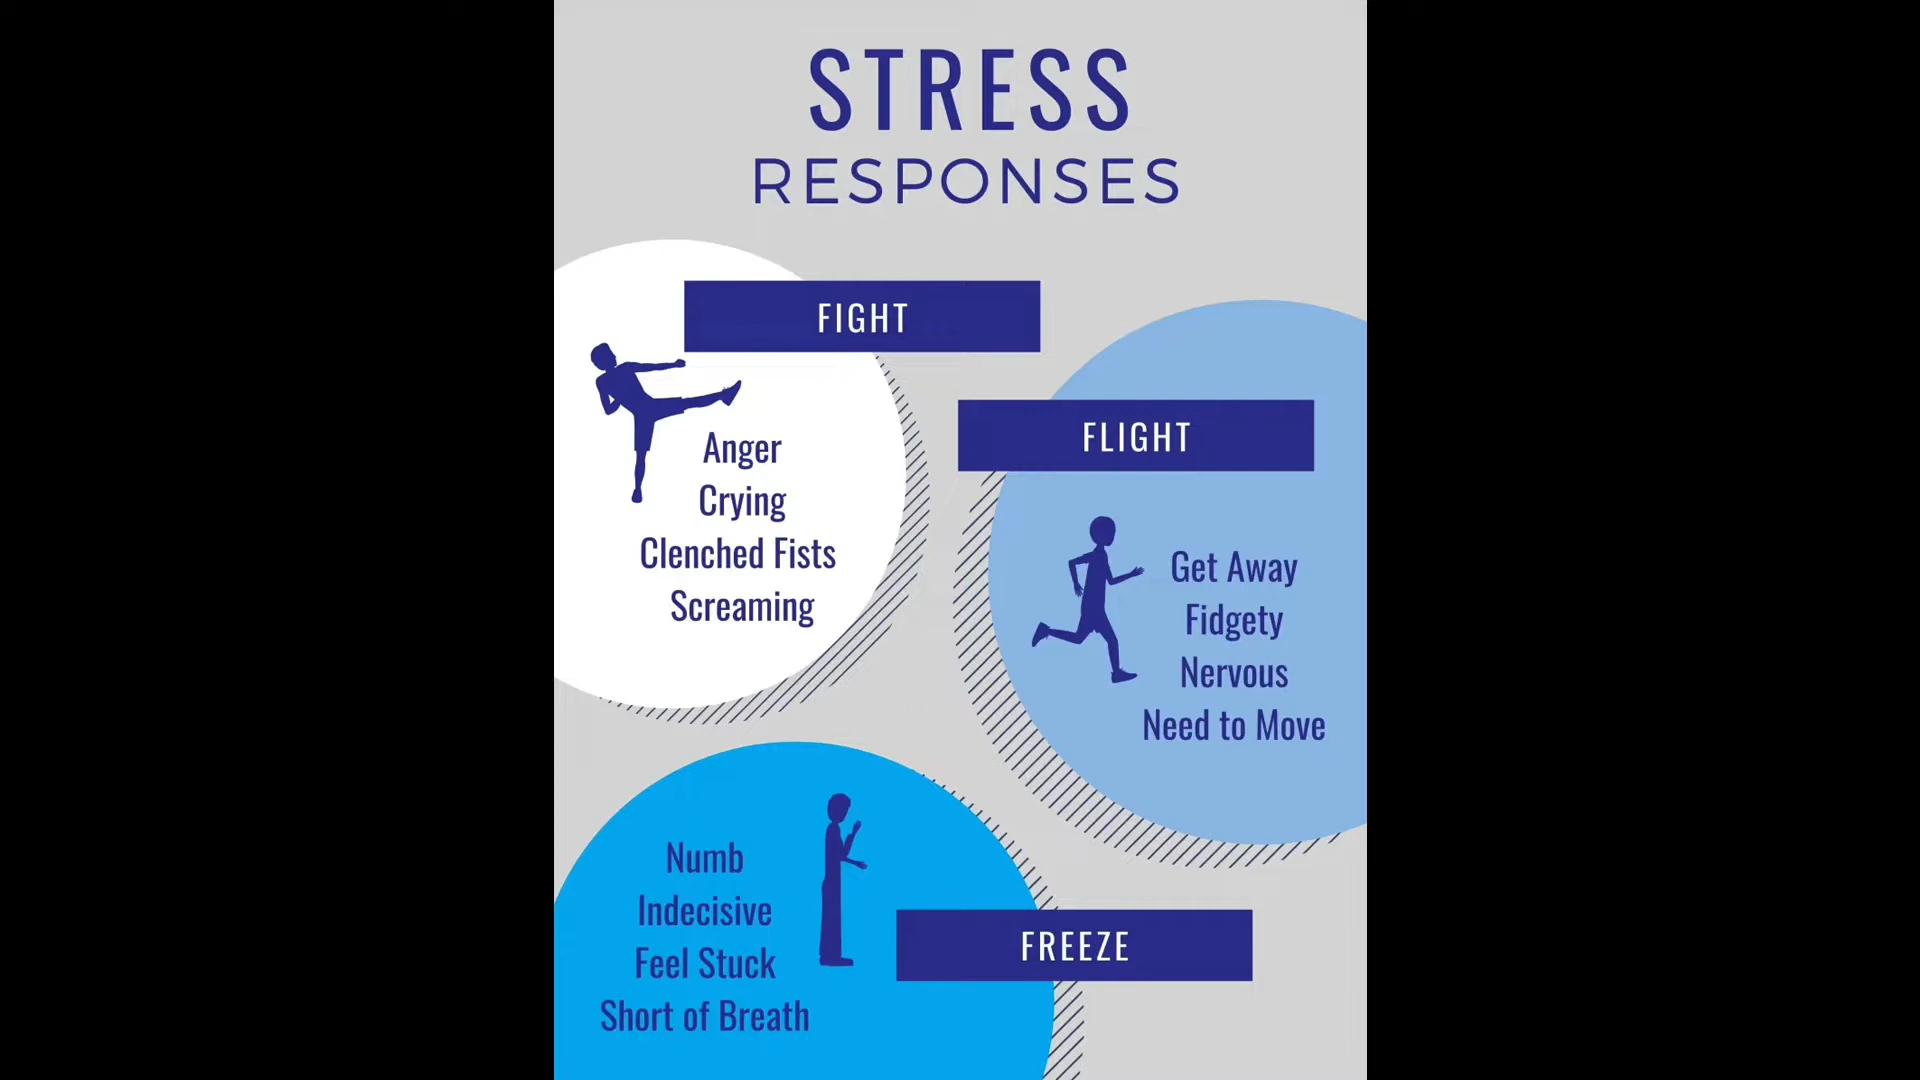 STRESS
RESPONSES
FIGHT
Anger
Crying
Clenched Fists
Screaming
FLIGHT
Get Away
Fidgety
Nervous
Need to Move
FREEZE
Numb
Indecisive
Feel Stuck
Short of Breath